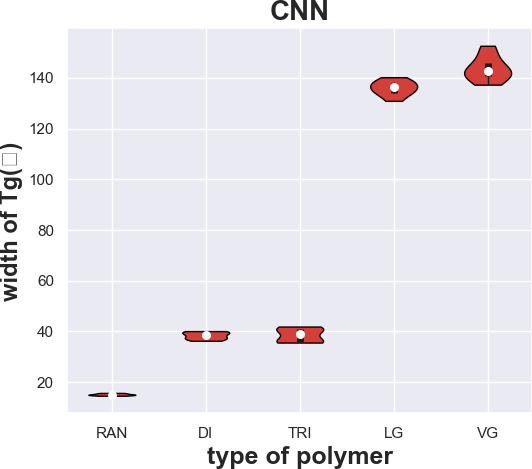 CNN
width of Tg(□)
140
120
100
80
60
40
20
RAN DI TRI LG VG
type of polymer